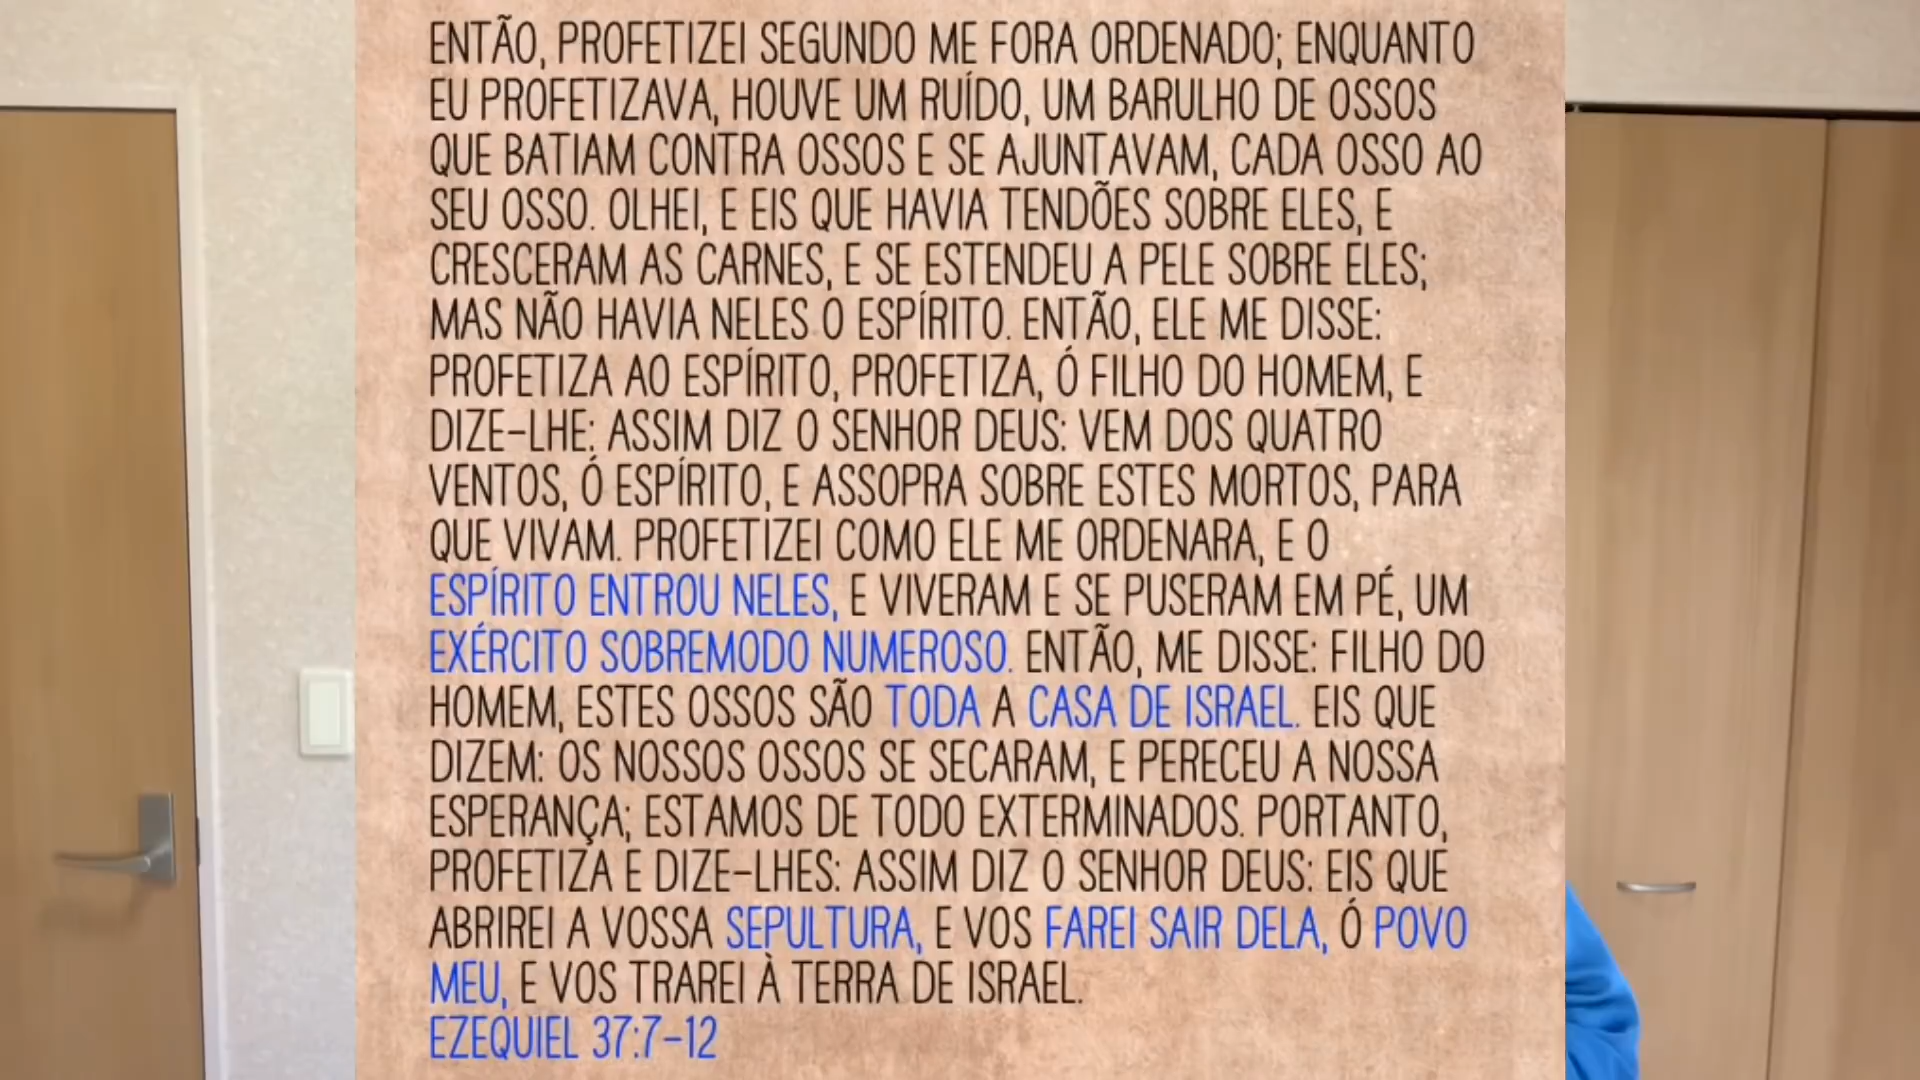 ENTÃO, PROFETIZEI SEGUNDO ME FORA ORDENADO; ENQUANTO
EU PROFETIZAVA, HOUVE UM RUÍDO, UM BARULHO DE OSSOS
QUE BATIAM CONTRA OSSOS E SE AJUNTAVAM, CADA OSSO AO
SEU OSSO. OLHEI, E EIS QUE HAVIA TENDÕES SOBRE ELES, E
CRESCERAM AS CARNES, E SE ESTENDEU A PELE SOBRE ELES;
MAS NÃO HAVIA NELES O ESPÍRITO. ENTÃO, ELE ME DISSE:
PROFETIZA AO ESPÍRITO, PROFETIZA, Ó FILHO DO HOMEM, E
DIZE-LHE: ASSIM DIZ O SENHOR DEUS: VEM DOS QUATRO
VENTOS, Ó ESPÍRITO, E ASSOPRA SOBRE ESTES MORTOS, PARA
QUE VIVAM. PROFETIZEI COMO ELE ME ORDENARA, E O
ESPÍRITO ENTROU NELES, E VIVERAM E SE PUSERAM EM PÉ, UM
EXÉRCITO SOBREMODO NUMEROSO. ENTÃO, ME DISSE: FILHO DO
HOMEM, ESTES OSSOS SÃO TODA A CASA DE ISRAEL. EIS QUE
DIZEM: OS NOSSOS OSSOS SE SECARAM, E PERECEU A NOSSA
ESPERANÇA; ESTAMOS DE TODO EXTERMINADOS. PORTANTO,
PROFETIZA E DIZE-LHES: ASSIM DIZ O SENHOR DEUS: EIS QUE
ABRIREI A VOSSA SEPULTURA, E VOS FAREI SAIR DELA, Ó POVO
MEU, E VOS TRAREI À TERRA DE ISRAEL.
EZEQUIEL 37:7-12